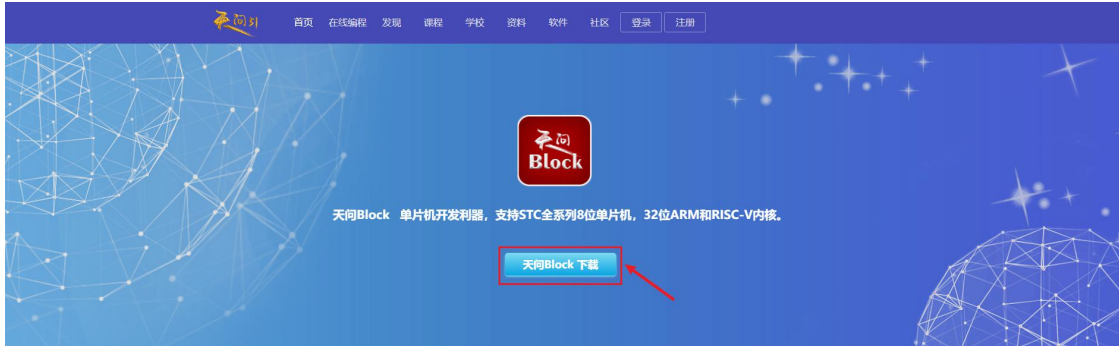 天问51 首页 在线编程 发现 课程 学校 资料 软件 社区 登录 注册
天问
Block
天问Block 单片机开发利器，支持STC全系列8位单片机，32位ARM和RISC-V内核。
天问Block 下载